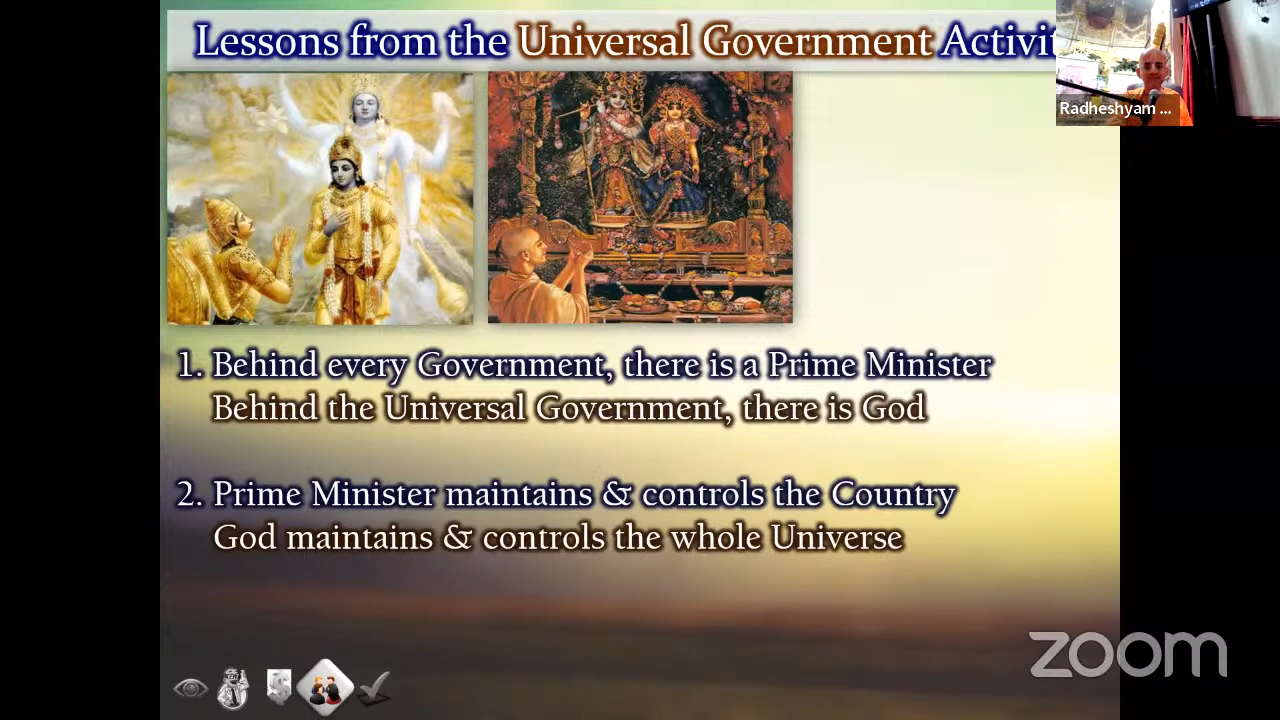 Lessons from the Universal Government Activit
Radheshyam ...
1. Behind every Government, there is a Prime Minister
Behind the Universal Government, there is God
2. Prime Minister maintains & controls the Country
God maintains & controls the whole Universe
zoom